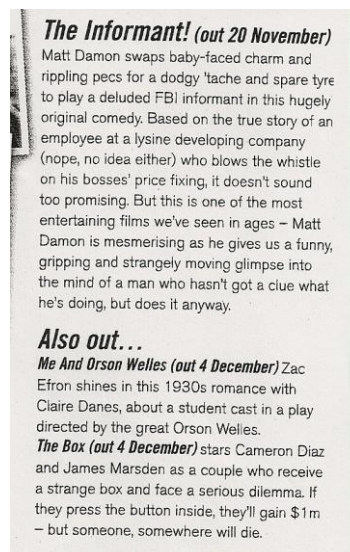 The Informant! (out 20 November)
Matt Damon swaps baby-faced charm and
rippling pecs for a dodgy 'tache and spare tyre
to play a deluded FBI informant in this hugely
original comedy. Based on the true story of an
employee at a lysine developing company
(nope, no idea either) who blows the whistle
on his bosses' price fixing, it doesn't sound
too promising. But this is one of the most
entertaining films we've seen in ages – Matt
Damon is mesmerising as he gives us a funny,
gripping and strangely moving glimpse into
the mind of a man who hasn't got a clue what
he's doing, but does it anyway.
Also out...
Me And Orson Welles (out 4 December) Zac
Efron shines in this 1930s romance with
Claire Danes, about a student cast in a play
directed by the great Orson Welles.
The Box (out 4 December) stars Cameron Diaz
and James Marsden as a couple who receive
a strange box and face a serious dilemma. If
they press the button inside, they'll gain $1m
– but someone, somewhere will die.